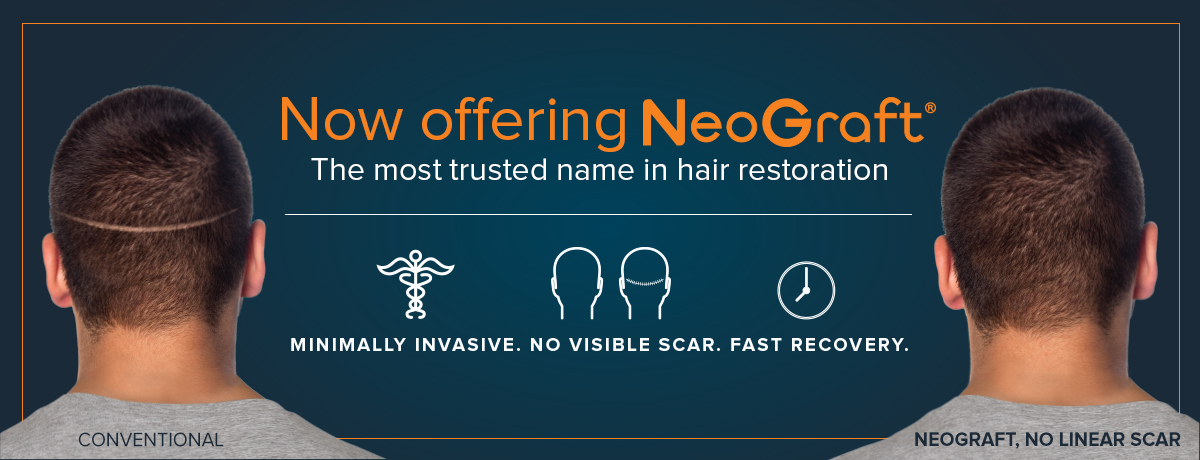 Now offering NeoGraft®
The most trusted name in hair restoration
MINIMALLY INVASIVE. NO VISIBLE SCAR. FAST RECOVERY.
CONVENTIONAL
NEOGRAFT, NO LINEAR SCAR